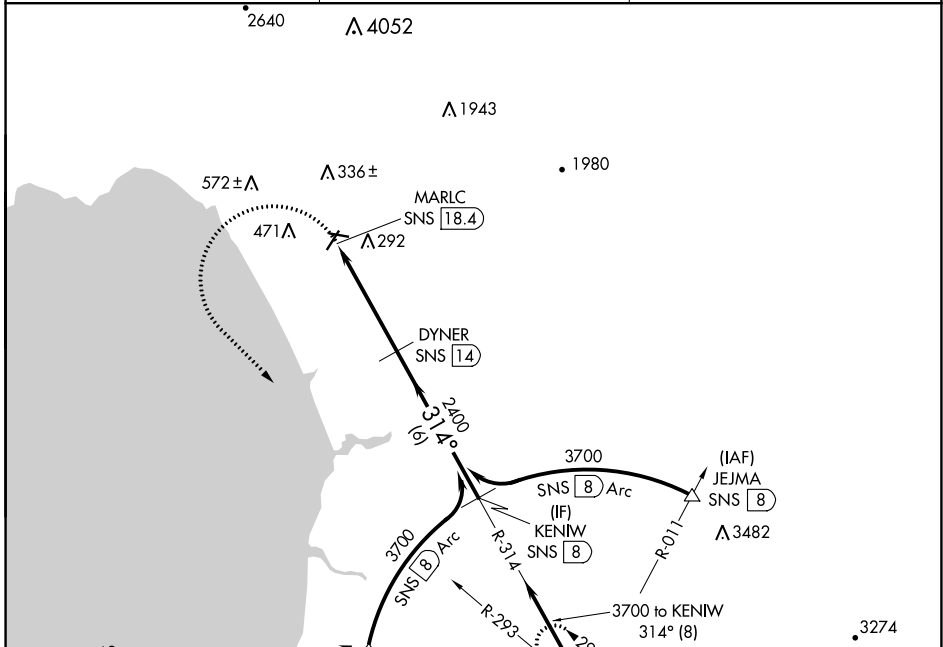 2640
4052
1943
1980
572±
336±
MARLC
SNS 18.4
471
292
DYNER
SNS 14
2400
314°
(6)
3700
SNS 8 Arc
(IAF)
JEJMA
SNS 8
(IF)
KENIW
SNS 8
3482
3700
SNS 8 Arc
R-314
R-011
R-293
3700 to KENIW
314° (8)
3274